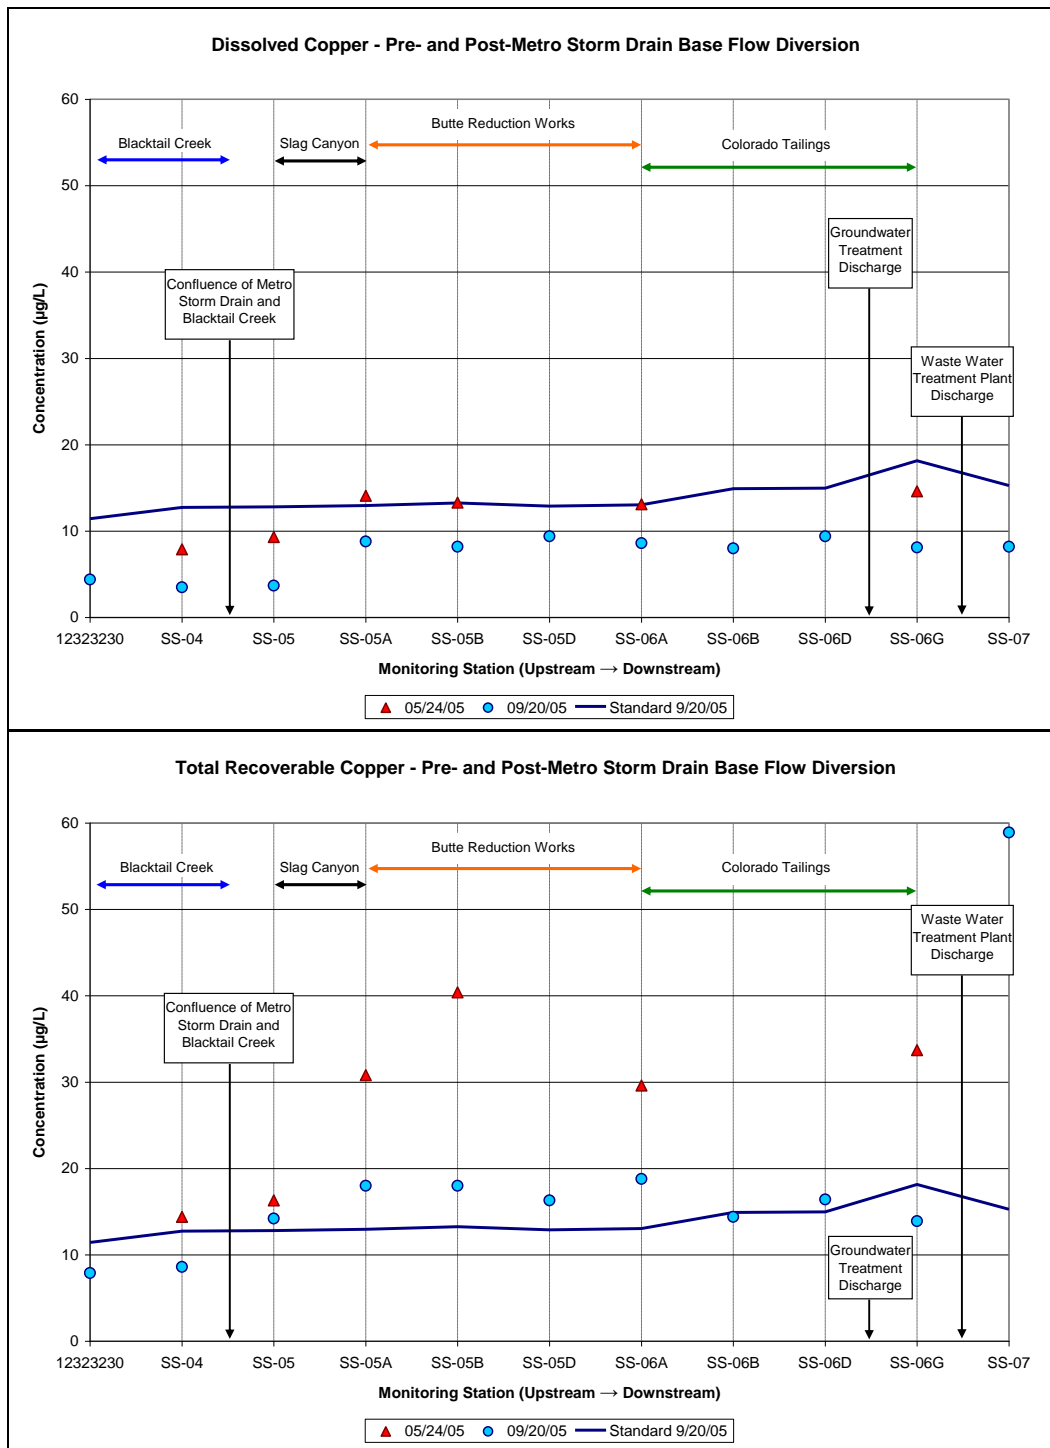 Dissolved Copper - Pre- and Post-Metro Storm Drain Base Flow Diversion
60
50
40
30
20
10
0
Concentration (µg/L)
Blacktail Creek
Slag Canyon
Butte Reduction Works
Colorado Tailings
Confluence of Metro
Storm Drain and
Blacktail Creek
Groundwater
Treatment
Discharge
Waste Water
Treatment Plant
Discharge
12323230 SS-04 SS-05 SS-05A SS-05B SS-05D SS-06A SS-06B SS-06D SS-06G SS-07
Monitoring Station (Upstream → Downstream)
05/24/05 09/20/05 Standard 9/20/05
Total Recoverable Copper - Pre- and Post-Metro Storm Drain Base Flow Diversion
60
50
40
30
20
10
0
Concentration (µg/L)
Blacktail Creek
Slag Canyon
Butte Reduction Works
Colorado Tailings
Confluence of Metro
Storm Drain and
Blacktail Creek
Waste Water
Treatment Plant
Discharge
Groundwater
Treatment
Discharge
12323230 SS-04 SS-05 SS-05A SS-05B SS-05D SS-06A SS-06B SS-06D SS-06G SS-07
Monitoring Station (Upstream → Downstream)
05/24/05 09/20/05 Standard 9/20/05